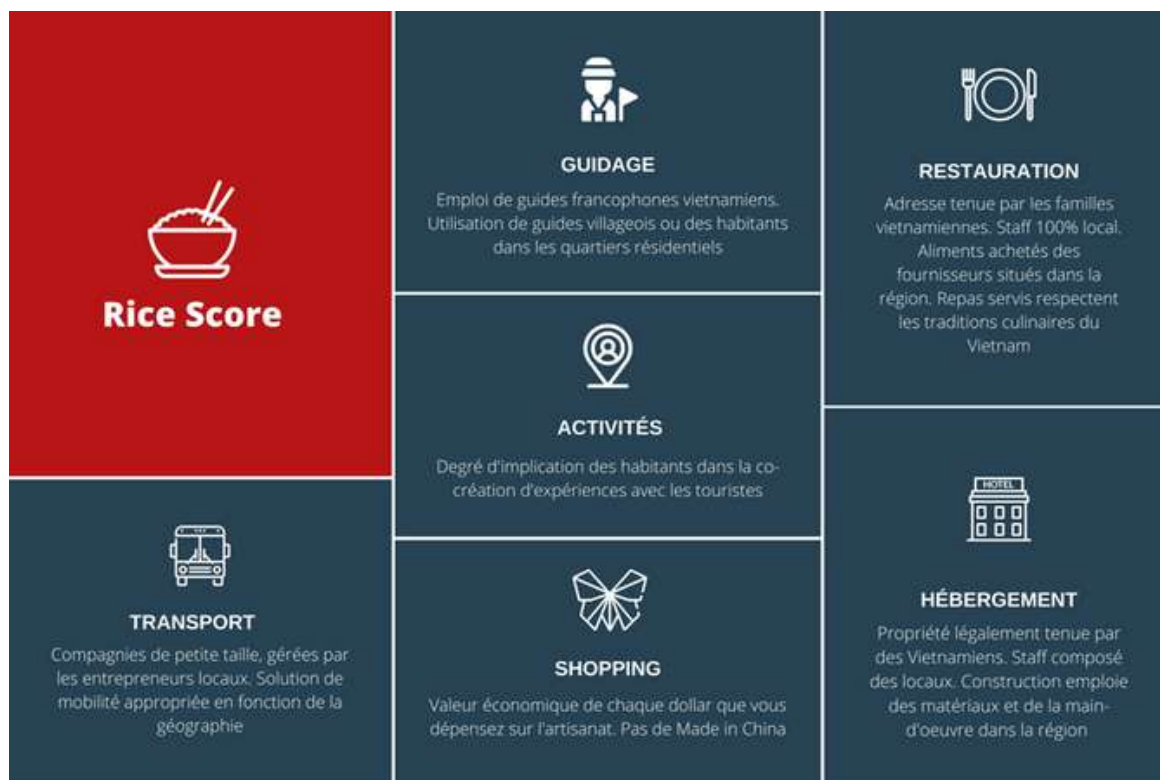 Rice Score
TRANSPORT
Compagnies de petite taille, gérées par
les entrepreneurs locaux. Solution de
mobilité appropriée en fonction de la
géographie
GUIDAGE
Emploi de guides francophones vietnamiens.
Utilisation de guides villageois ou des habitants
dans les quartiers résidentiels
ACTIVITÉS
Degré d'implication des habitants dans la co-
création d'expériences avec les touristes
SHOPPING
Valeur économique de chaque dollar que vous
dépensez sur l'artisanat. Pas de Made in China
RESTAURATION
Adresse tenue par les familles
vietnamiennes. Staff 100% local.
Aliments achetés des
fournisseurs situés dans la
région. Repas servis respectent
les traditions culinaires du
Vietnam
HOTEL
HÉBERGEMENT
Propriété légalement tenue par
des Vietnamiens. Staff composé
des locaux. Construction emploie
des matériaux et de la main-
d'oeuvre dans la région